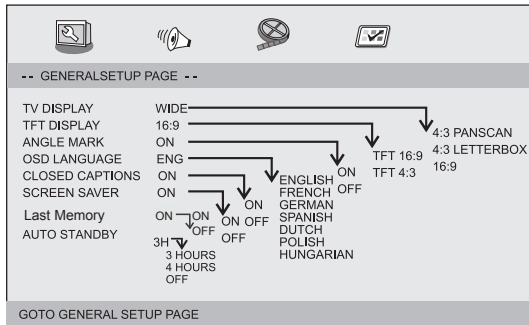 -- GENERALSETUP PAGE --
TV DISPLAY WIDE
TFT DISPLAY 16:9
ANGLE MARK ON
OSD LANGUAGE ENG
CLOSED CAPTIONS ON
SCREEN SAVER ON
Last Memory ON
AUTO STANDBY 3H
4:3 PANSCAN
4:3 LETTERBOX
16:9
TFT 16:9
TFT 4:3
ON
OFF
ENGLISH
FRENCH
GERMAN
SPANISH
DUTCH
POLISH
HUNGARIAN
ON
OFF
ON
OFF
ON
OFF
3 HOURS
4 HOURS
OFF
GOTO GENERAL SETUP PAGE